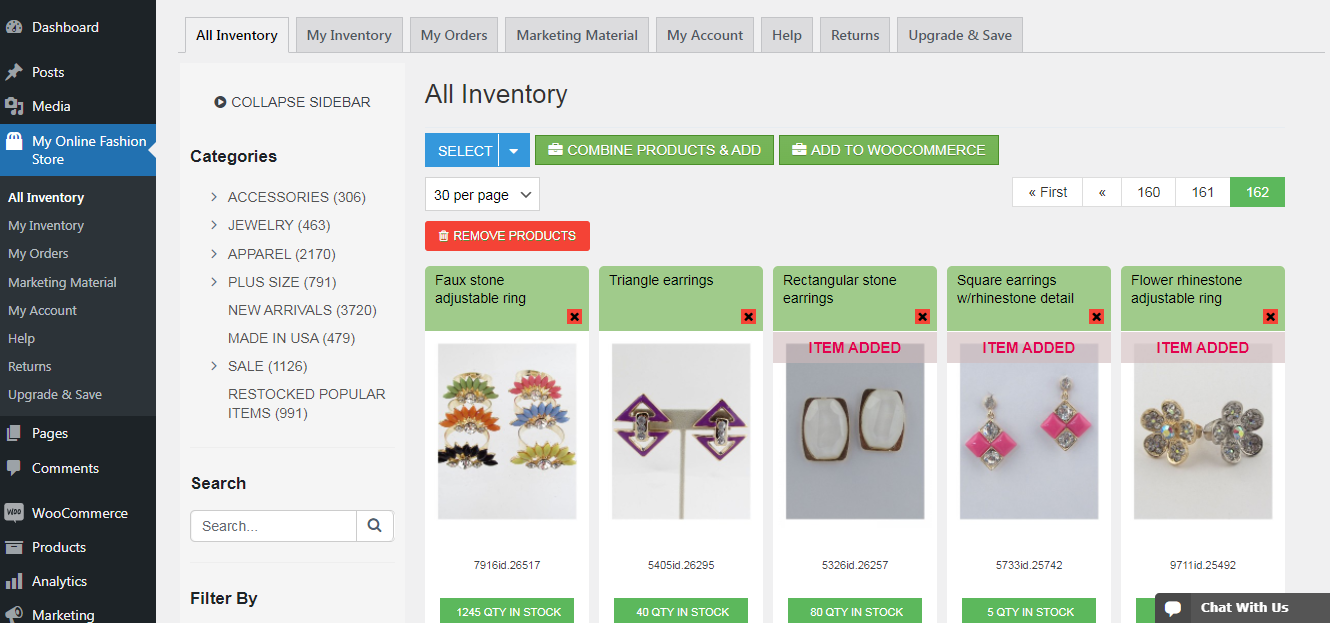 Dashboard
Posts
Media
My Online Fashion
Store
All Inventory
My Inventory
My Orders
Marketing Material
My Account
Help
Returns
Upgrade & Save
Pages
Comments
WooCommerce
Products
Analytics
Marketing
All Inventory
My Inventory
My Orders
Marketing Material
My Account
Help
Returns
Upgrade & Save
COLLAPSE SIDEBAR
Categories
ACCESSORIES (306)
JEWELRY (463)
APPAREL (2170)
PLUS SIZE (791)
NEW ARRIVALS (3720)
MADE IN USA (479)
SALE (1126)
RESTOCKED POPULAR
ITEMS (991)
Search
Search...
Filter By
All Inventory
SELECT
COMBINE PRODUCTS & ADD
ADD TO WOOCOMMERCE
30 per page
« First
«
160
161
162
REMOVE PRODUCTS
Faux stone
adjustable ring
7916id.26517
1245 QTY IN STOCK
Triangle earrings
5405id.26295
40 QTY IN STOCK
Rectangular stone
earrings
ITEM ADDED
5326id.26257
80 QTY IN STOCK
Square earrings
w/rhinestone detail
ITEM ADDED
5733id.25742
5 QTY IN STOCK
Flower rhinestone
adjustable ring
ITEM ADDED
9711id.25492
Chat With Us